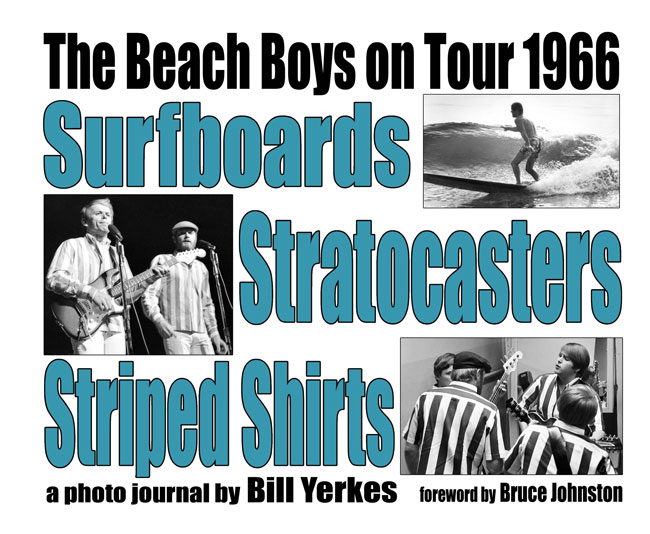 The Beach Boys on Tour 1966
Surfboards
Stratocasters
Striped Shirts
a photo journal by Bill Yerkes
foreword by Bruce Johnston